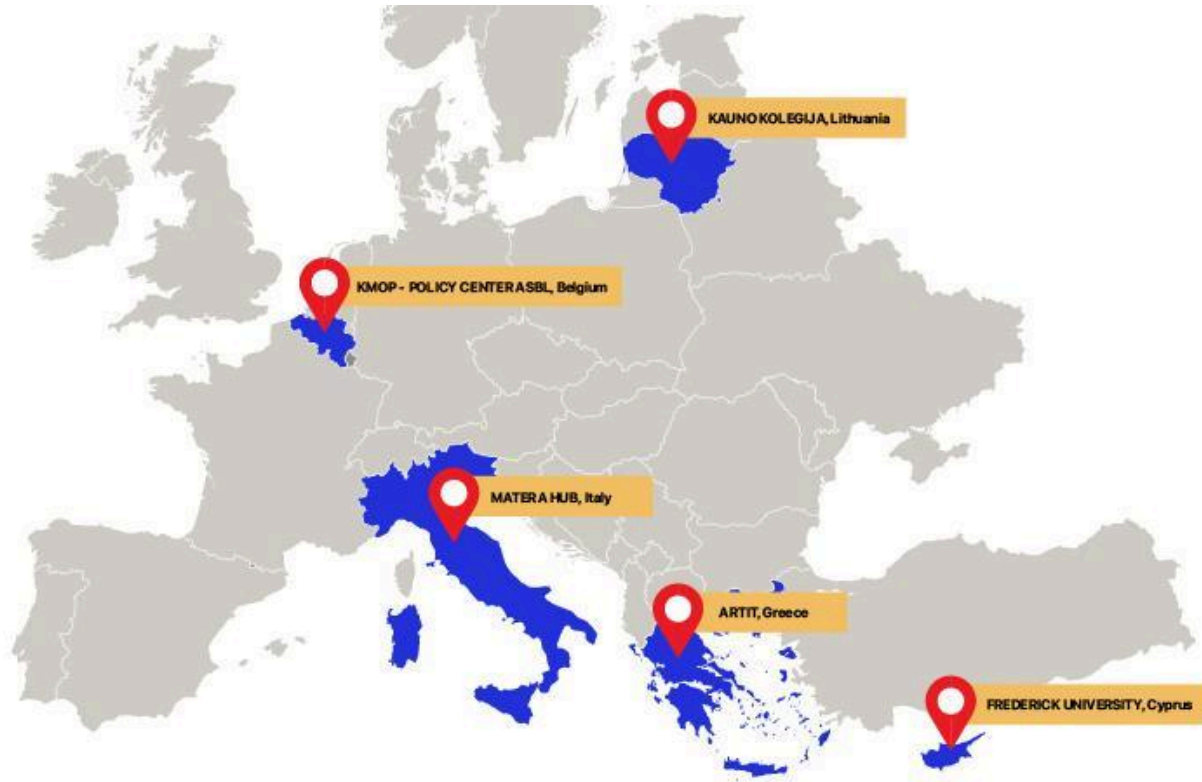 KAUNO KOLEGIJA, Lithuania
KMOP - POLICY CENTER ASBL, Belgium
MATERA HUB, Italy
ARTIT, Greece
FREDERICK UNIVERSITY, Cyprus